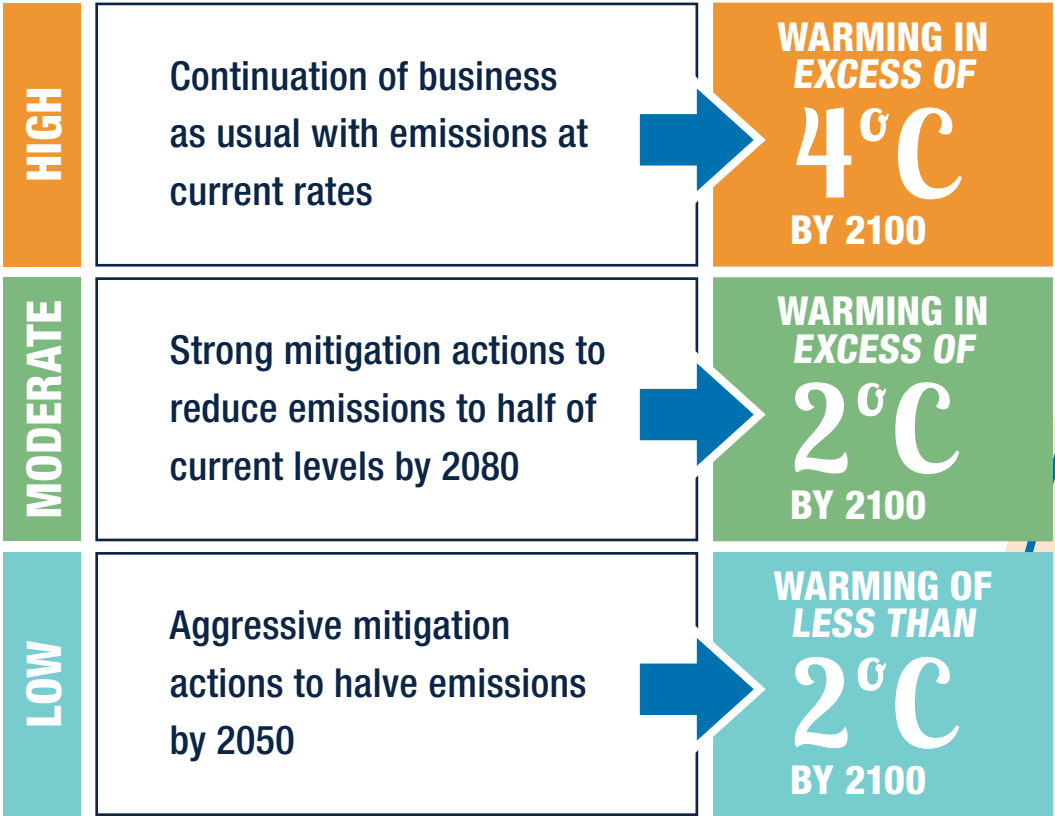 HIGH
Continuation of business
as usual with emissions at
current rates
WARMING IN
EXCESS OF
4°C
BY 2100
MODERATE
Strong mitigation actions to
reduce emissions to half of
current levels by 2080
WARMING IN
EXCESS OF
2°C
BY 2100
LOW
Aggressive mitigation
actions to halve emissions
by 2050
WARMING OF
LESS THAN
2°C
BY 2100